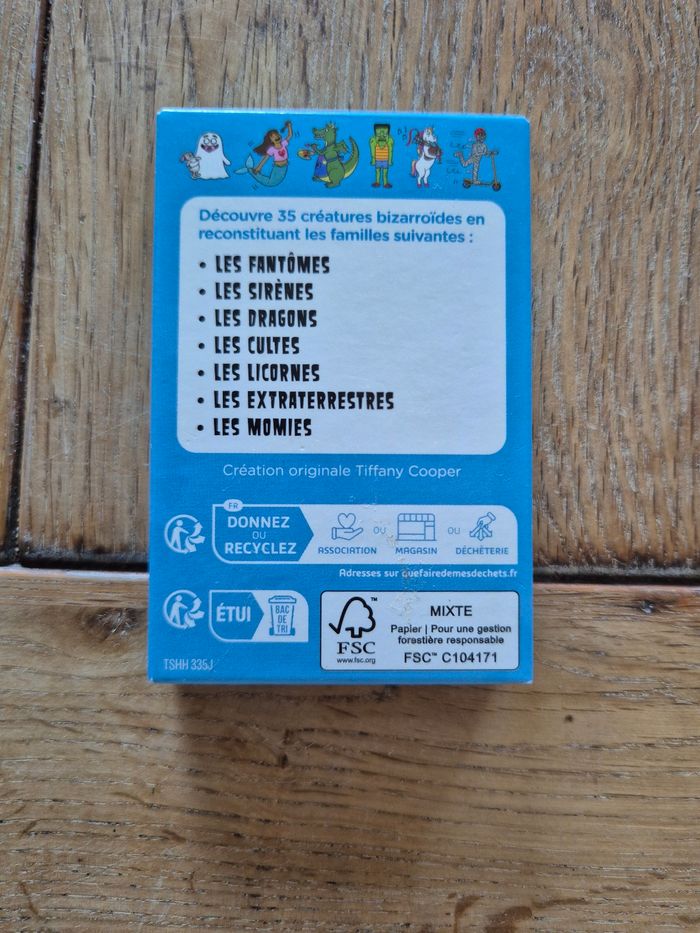 Découvre 35 créatures bizarroïdes en
reconstituant les familles suivantes :
• LES FANTÔMES
• LES SIRÈNES
• LES DRAGONS
• LES CULTES
• LES LICORNES
• LES EXTRATERRESTRES
• LES MOMIES
Création originale Tiffany Cooper
FR
DONNEZ
OU
RECYCLEZ
ASSOCIATION OU MAGASIN OU DÉCHÈTERIE
Adresses sur quefairedemesdechets.fr
ÉTUI
BAC
DE
TRI
TSHH 335J
FSC
www.fsc.org
TM
MIXTE
Papier | Pour une gestion
forestière responsable
FSC™ C104171